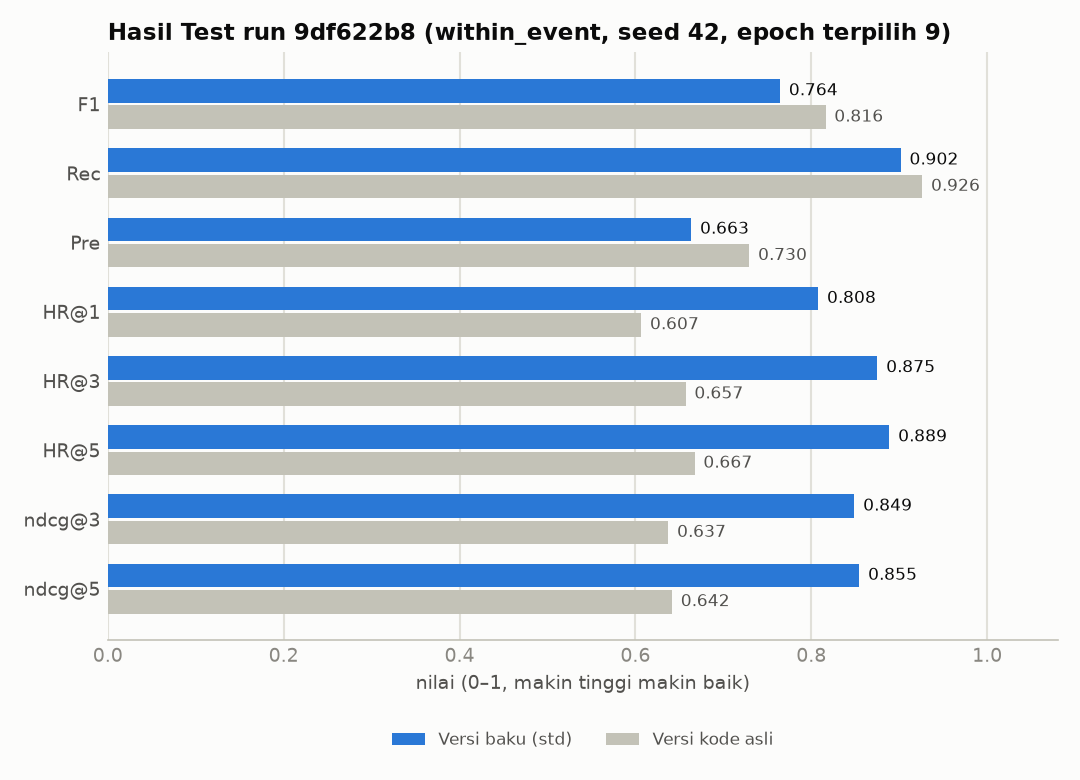 Hasil Test run 9df622b8 (within_event, seed 42, epoch terpilih 9)
F1 0.764
0.816
Rec 0.902
0.926
Pre 0.663
0.730
HR@1 0.808
0.607
HR@3 0.875
0.657
HR@5 0.889
0.667
ndcg@3 0.849
0.637
ndcg@5 0.855
0.642
0.0 0.2 0.4 0.6 0.8 1.0
nilai (0–1, makin tinggi makin baik)
Versi baku (std) Versi kode asli